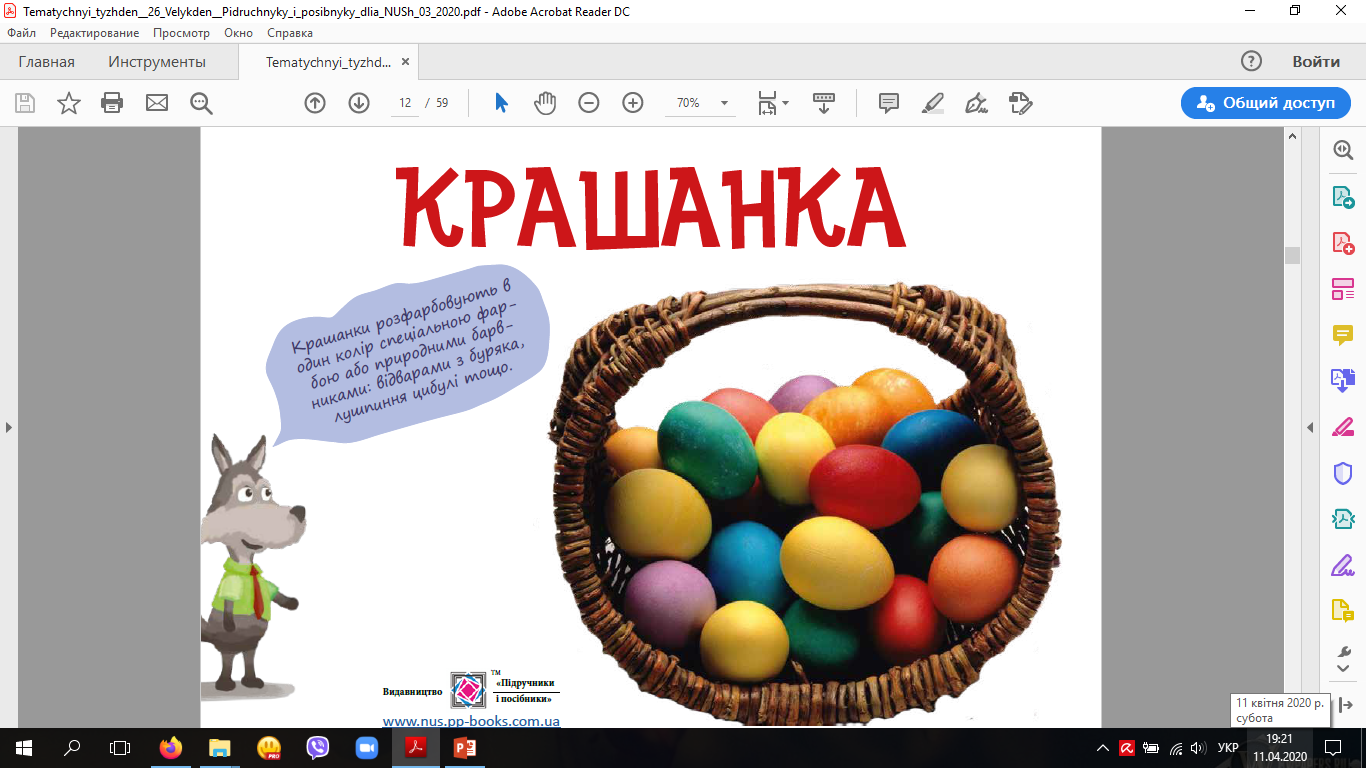 Tematychnyi_tyzhden__26_Velykden__Pidruchnyky_i_posibnyky_dlia_NUSh_03_2020.pdf - Adobe Acrobat Reader DC
Файл Редактирование Просмотр Окно Справка
Главная Инструменты Tematychnyi_tyzhd... ×
Войти
12 / 59
70%
Общий доступ
КРАШАНКА
Крашанки розфарбовують в
один колір спеціальною фар-
бою або природними барв-
никами: відварами з буряка,
лушпиння цибулі тощо.
Видавництво
TM
«Підручники
і посібники»
www.nus.pp-books.com.ua
11 квітня 2020 р.
субота
PRO
УКР
19:21
11.04.2020